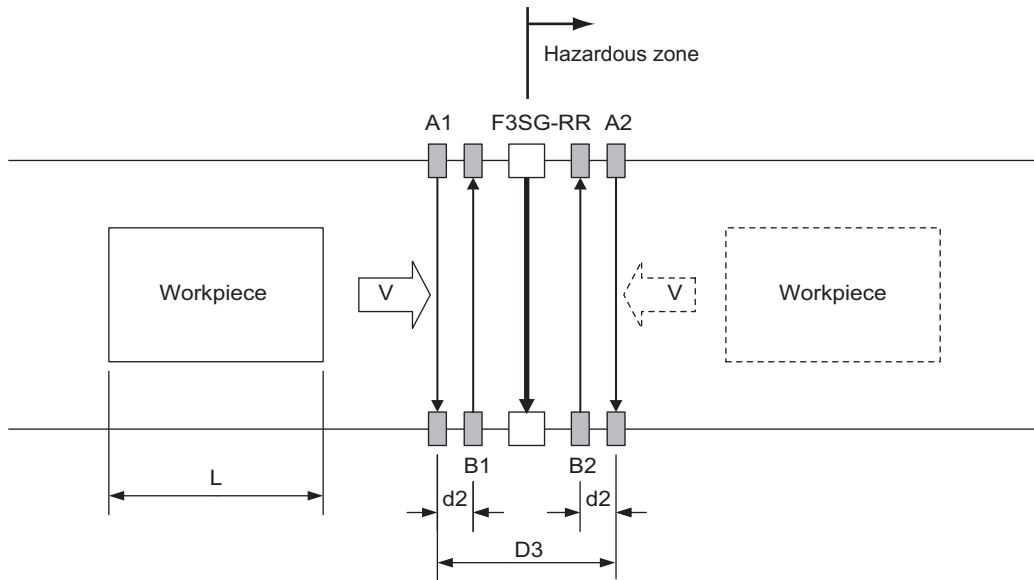 Hazardous zone
A1 F3SG-RR A2
Workpiece V V Workpiece
B1 B2
L d2 d2
D3